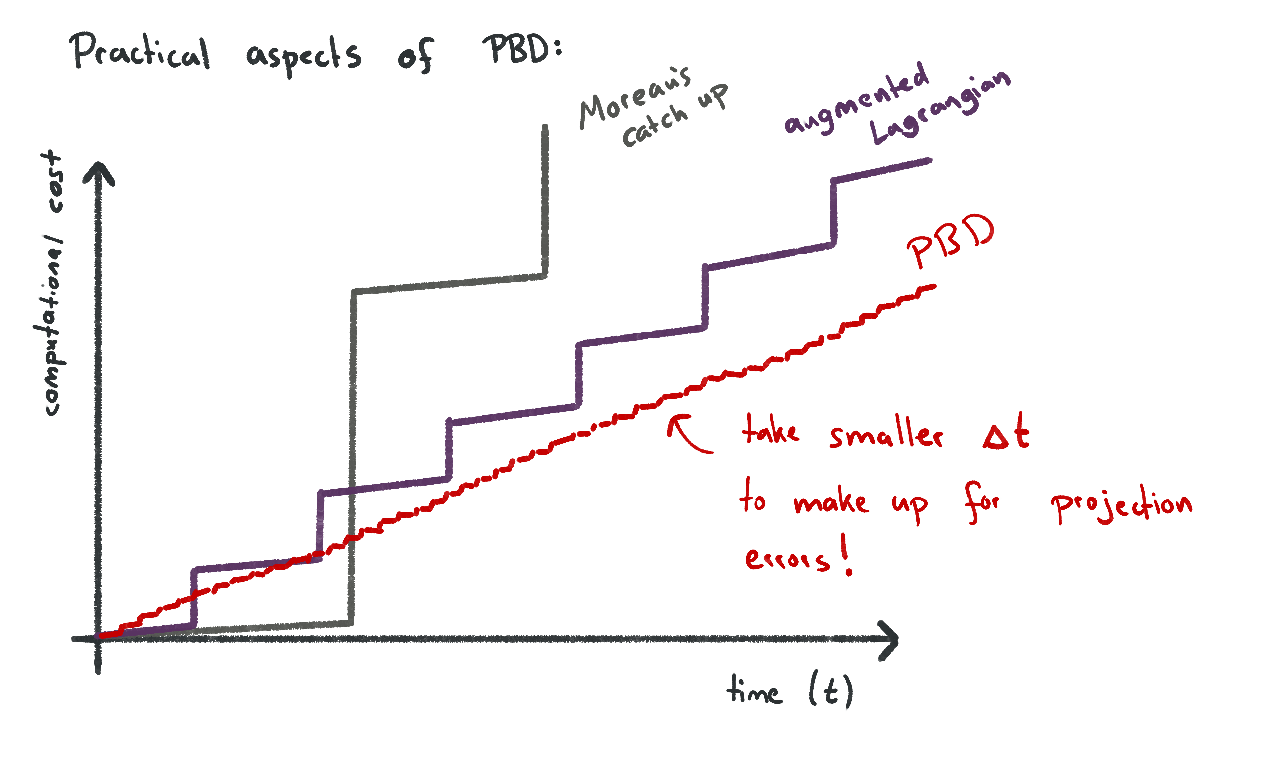 Practical aspects of PBD:
Moreau's
catch up
augmented
Lagrangian
computational cost
PBD
take smaller Δt
to make up for projection
errors!
time (t)